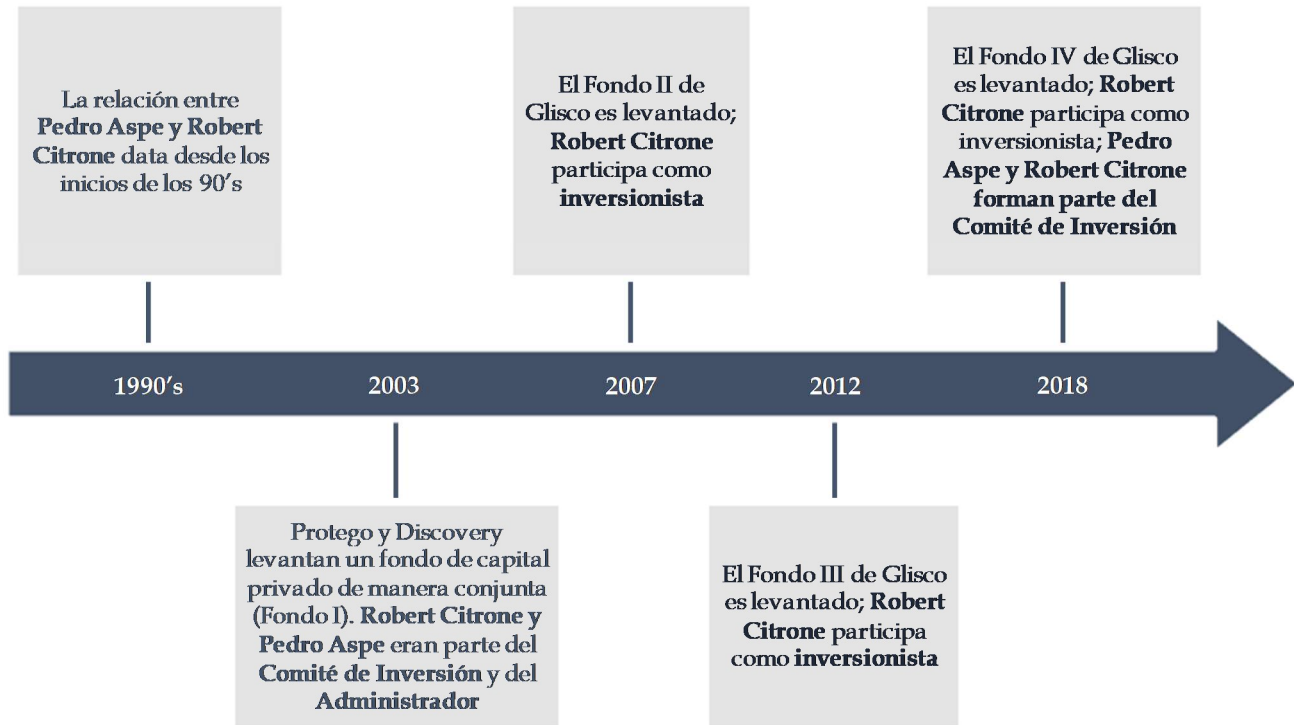 La relación entre
Pedro Aspe y Robert
Citrone data desde los
inicios de los 90's
El Fondo II de
Glisco es levantado;
Robert Citrone
participa como
inversionista
El Fondo IV de Glisco
es levantado; Robert
Citrone participa como
inversionista; Pedro
Aspe y Robert Citrone
forman parte del
Comité de Inversión
1990's
2003
2007
2012
2018
Protego y Discovery
levantan un fondo de capital
privado de manera conjunta
(Fondo I). Robert Citrone y
Pedro Aspe eran parte del
Comité de Inversión y del
Administrador
El Fondo III de Glisco
es levantado; Robert
Citrone participa
como inversionista